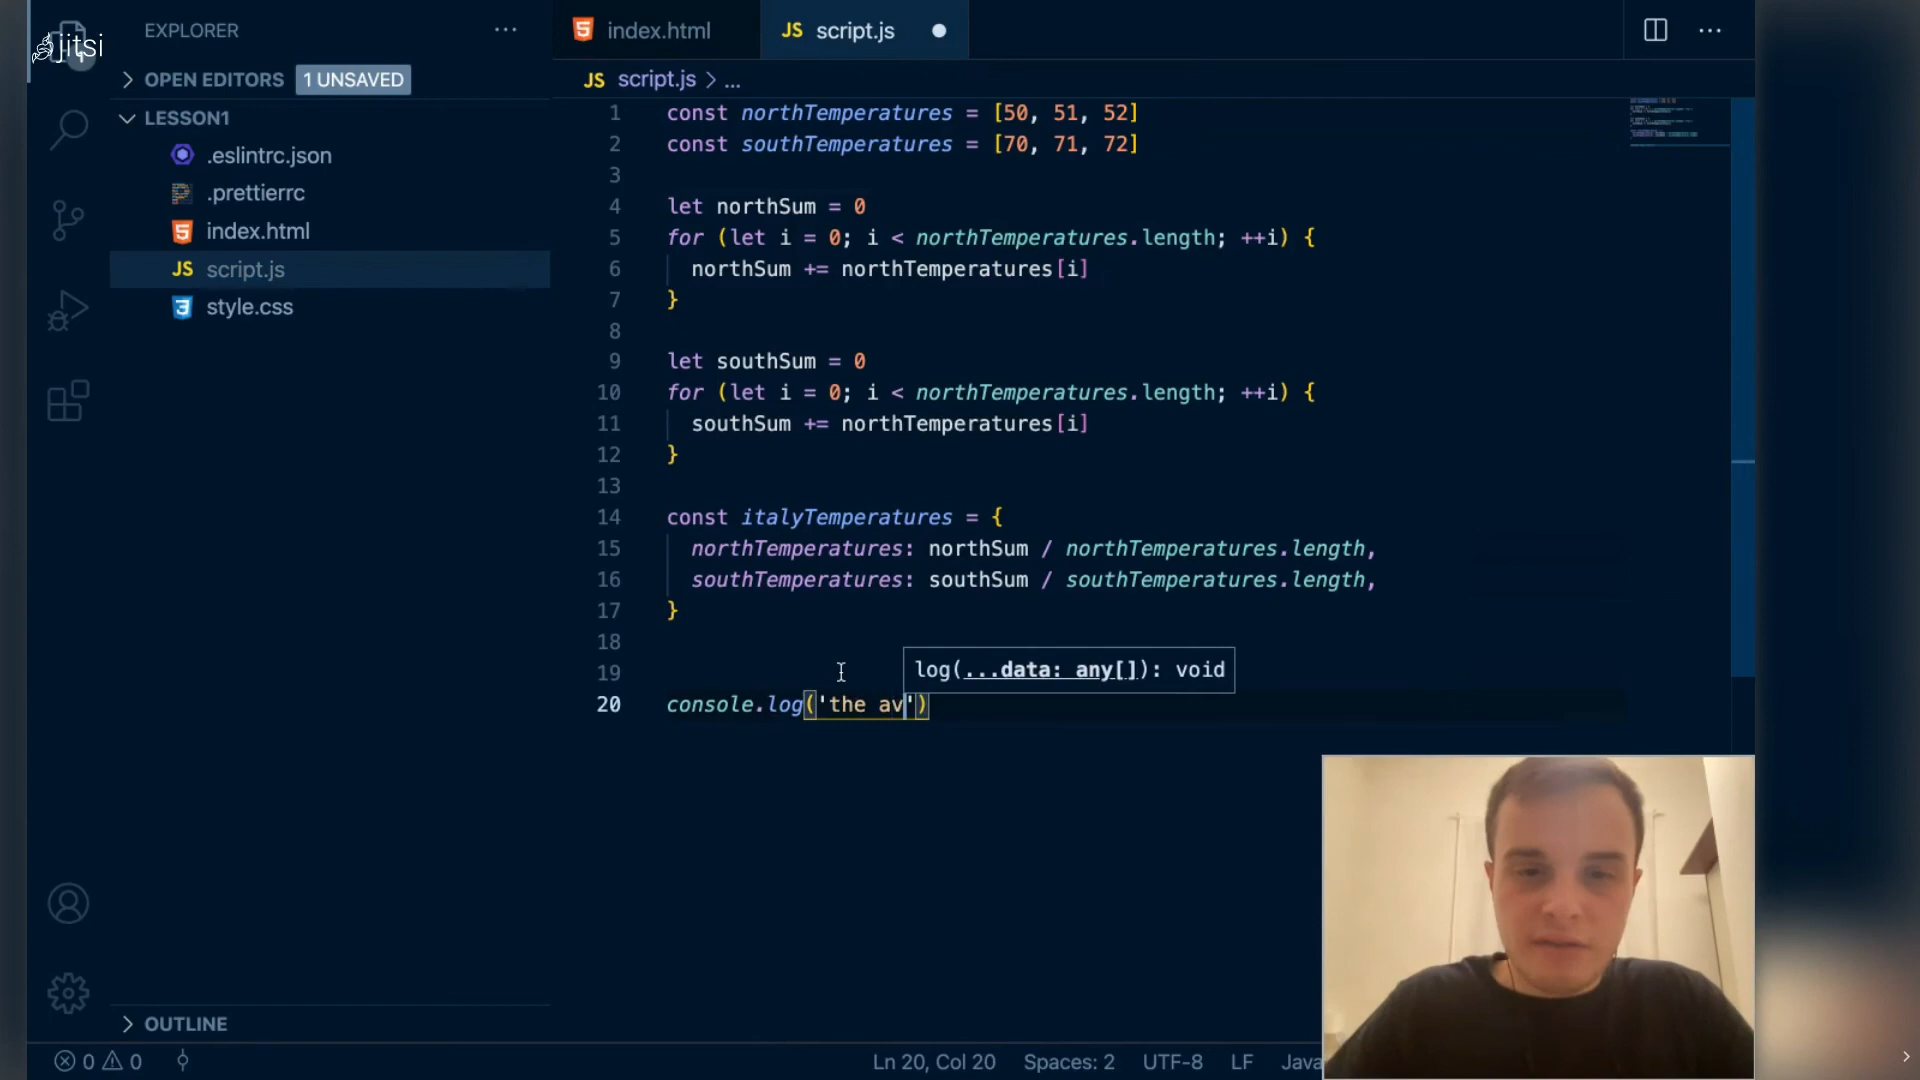 jitsi
EXPLORER
OPEN EDITORS 1 UNSAVED
LESSON1
.eslintrc.json
.prettierrc
index.html
script.js
style.css
OUTLINE
index.html
JS script.js
JS script.js > ...
1 const northTemperatures = [50, 51, 52]
2 const southTemperatures = [70, 71, 72]
3
4 let northSum = 0
5 for (let i = 0; i < northTemperatures.length; ++i) {
6 northSum += northTemperatures[i]
7 }
8
9 let southSum = 0
10 for (let i = 0; i < northTemperatures.length; ++i) {
11 southSum += northTemperatures[i]
12 }
13
14 const italyTemperatures = {
15 northTemperatures: northSum / northTemperatures.length,
16 southTemperatures: southSum / southTemperatures.length,
17 }
18
log(...data: any[]): void
19
20 console.log('the av')
0 0 Ln 20, Col 20 Spaces: 2 UTF-8 LF Java